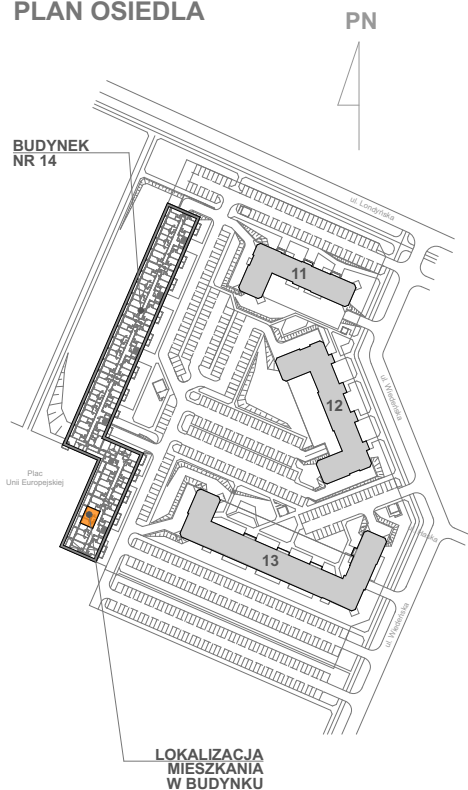 PLAN OSIEDLA
PN
BUDYNEK
NR 14
ul. Londyńska
11
ul. Wiedeńska
12
Plac
Unii Europejskiej
13
ul. Wiedeńska
LOKALIZACJA
MIESZKANIA
W BUDYNKU